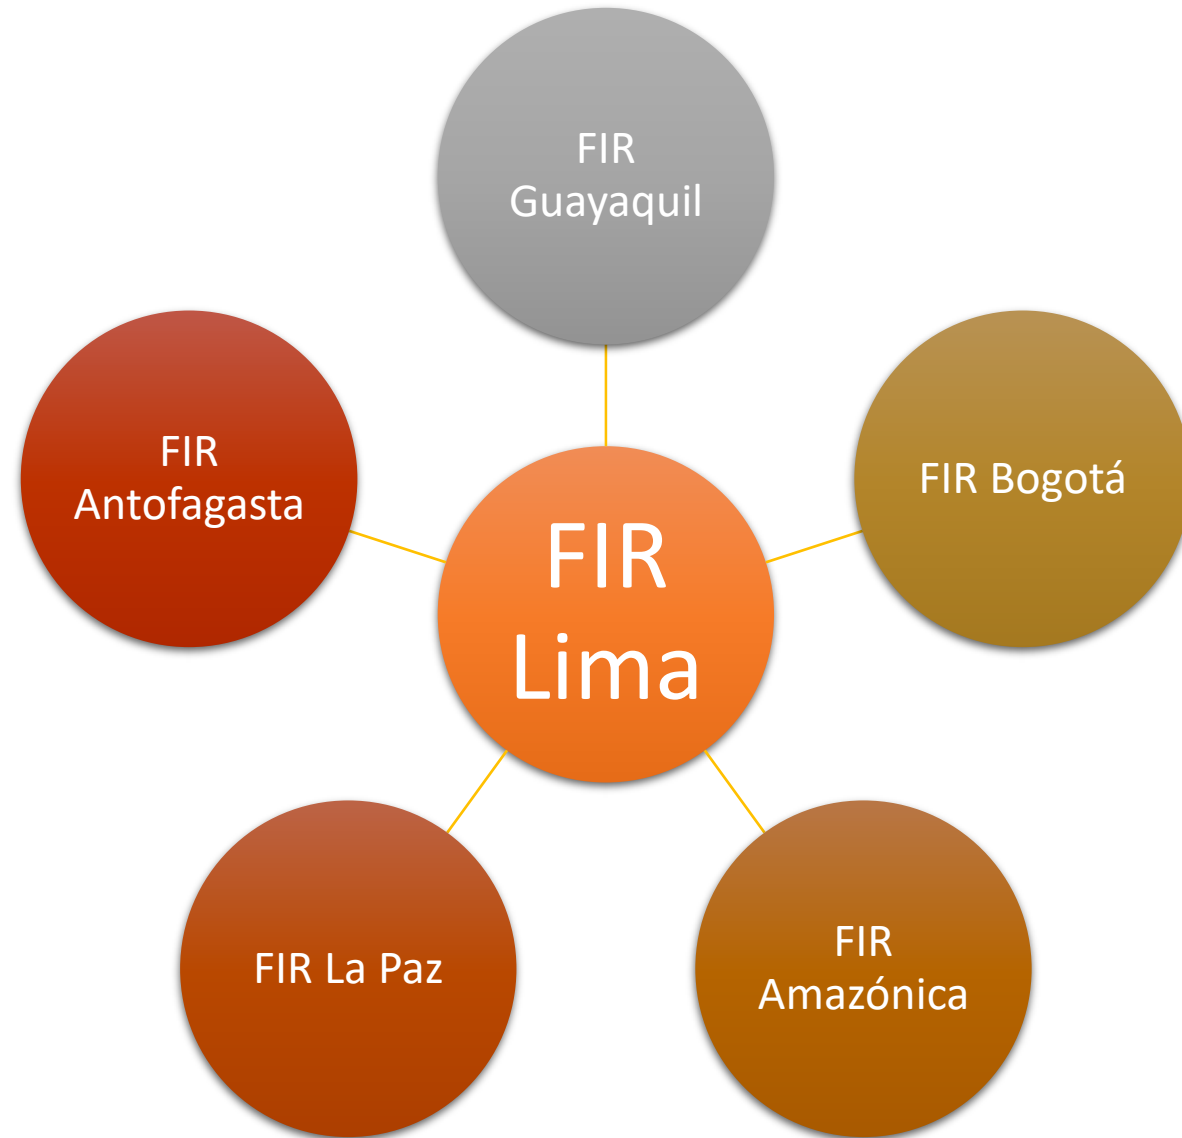 FIR
Guayaquil
FIR
Antofagasta
FIR Bogotá
FIR
Lima
FIR La Paz
FIR
Amazónica